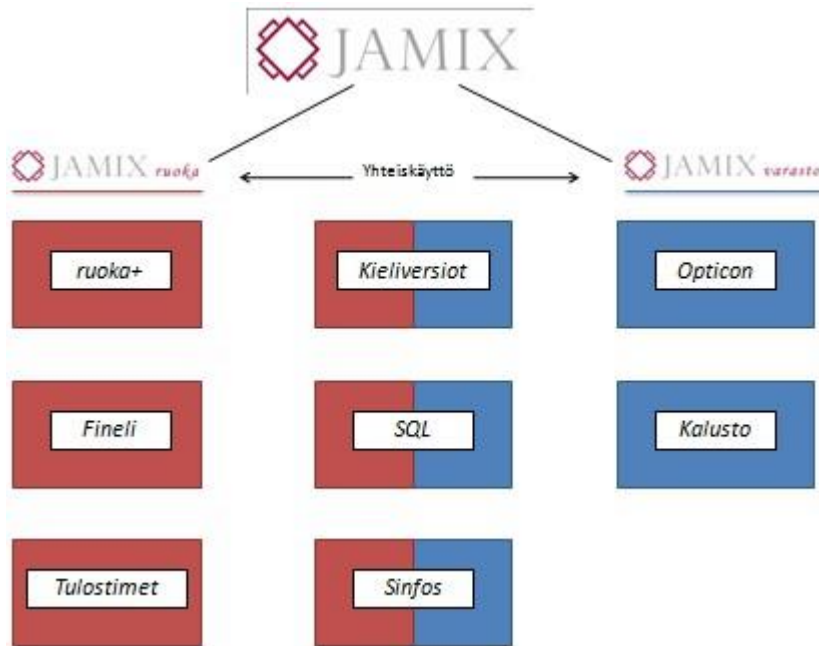 JAMIX
JAMIX ruoka
Yhteiskäyttö
JAMIX varasto
ruoka+
Kieliversiot
Opticon
Fineli
SQL
Kalusto
Tulostimet
Sinfos